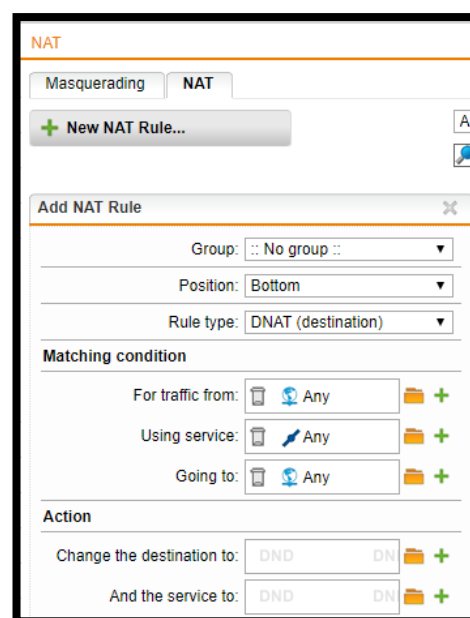 NAT
Masquerading NAT
+ New NAT Rule...
A
Add NAT Rule
Group: :: No group ::
Position: Bottom
Rule type: DNAT (destination)
Matching condition
For traffic from: Any
Using service: Any
Going to: Any
Action
Change the destination to: DND DN
And the service to: DND DN